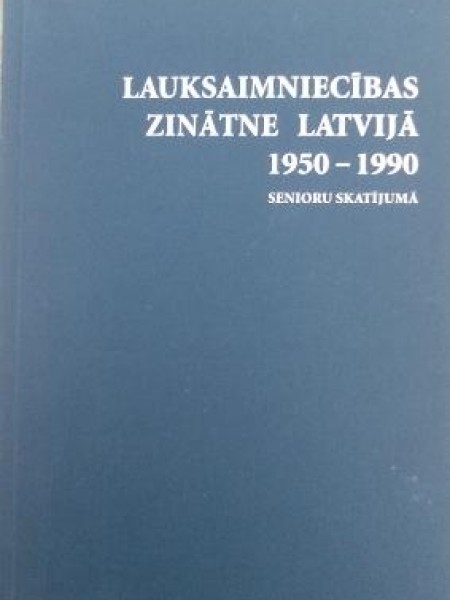 LAUKSAIMNIECĪBAS
ZINĀTNE LATVIJĀ
1950 – 1990
SENIORU SKATĪJUMĀ